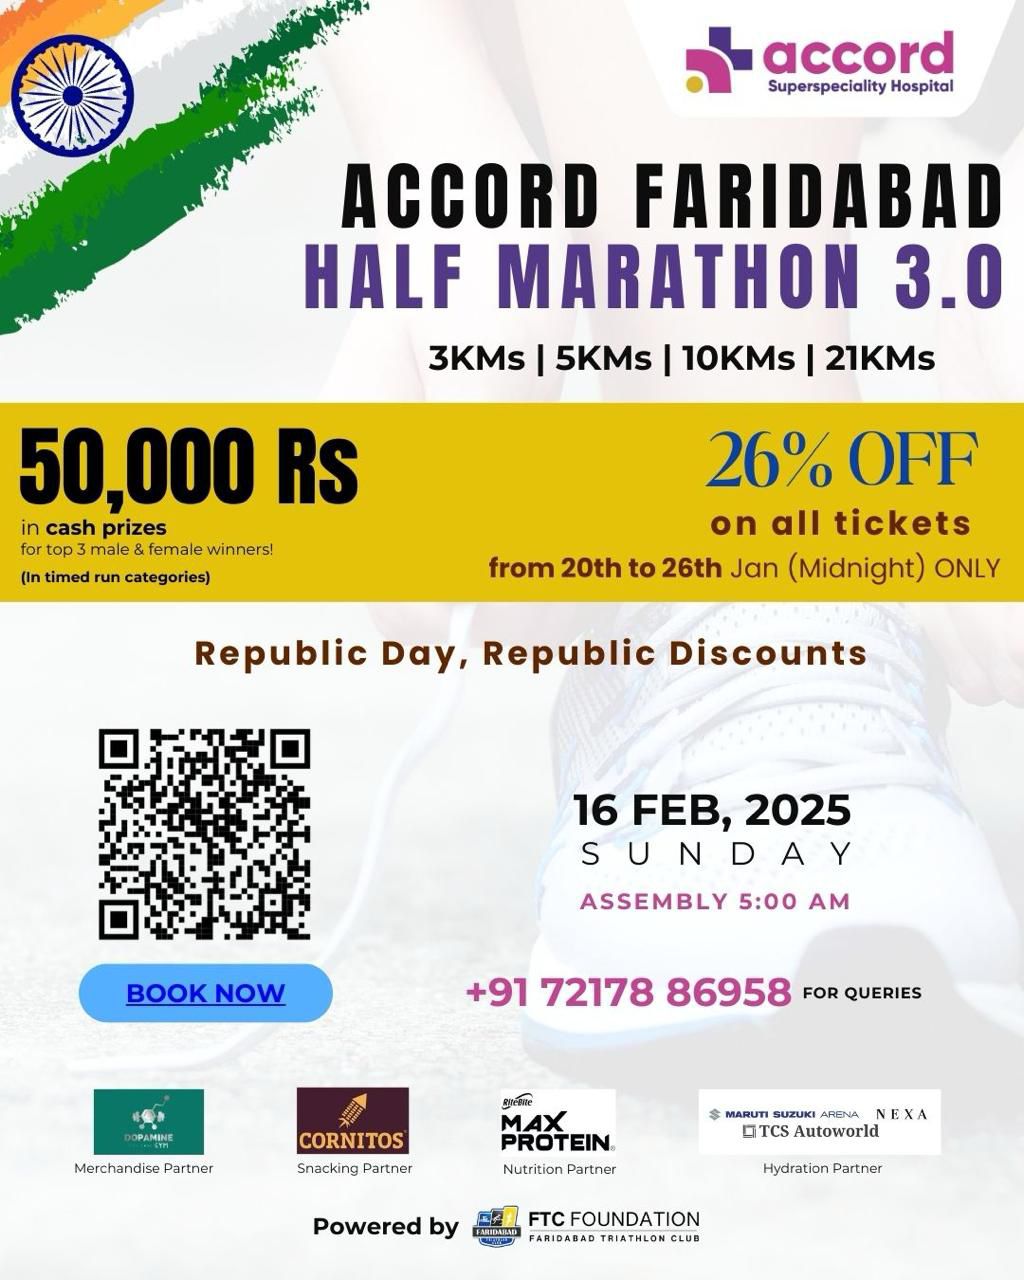 accord
Superspeciality Hospital
ACCORD FARIDABAD
HALF MARATHON 3.0
3KMs | 5KMs | 10KMs | 21KMs
50,000 Rs
in cash prizes
for top 3 male & female winners!
(In timed run categories)
26% OFF
on all tickets
from 20th to 26th Jan (Midnight) ONLY
Republic Day, Republic Discounts
16 FEB, 2025
SUNDAY
ASSEMBLY 5:00 AM
BOOK NOW
+91 72178 86958 FOR QUERIES
DOPAMINE
GYM
Merchandise Partner
CORNITOS
Snacking Partner
RiteBite
MAX
PROTEIN
Nutrition Partner
MARUTI SUZUKI ARENA NEXA
TCS Autoworld
Hydration Partner
Powered by
FARIDABAD
FTC FOUNDATION
FARIDABAD TRIATHLON CLUB